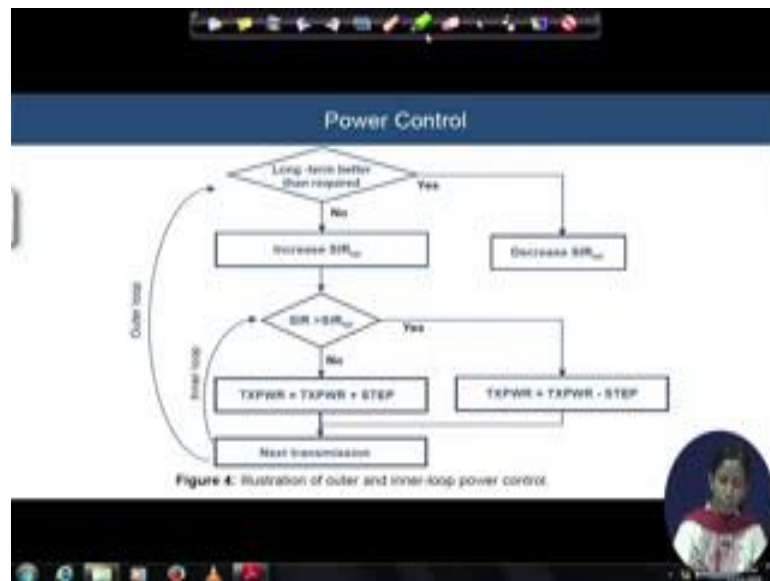 Power Control
Long -term better
than required
Yes
No
Increase SIR
Decrease SIR
Outer loop
SIR >SIR
Yes
Inner loop
No
TXPWR = TXPWR + STEP
TXPWR = TXPWR - STEP
Next transmission
Figure 4: Illustration of outer and inner-loop power control.